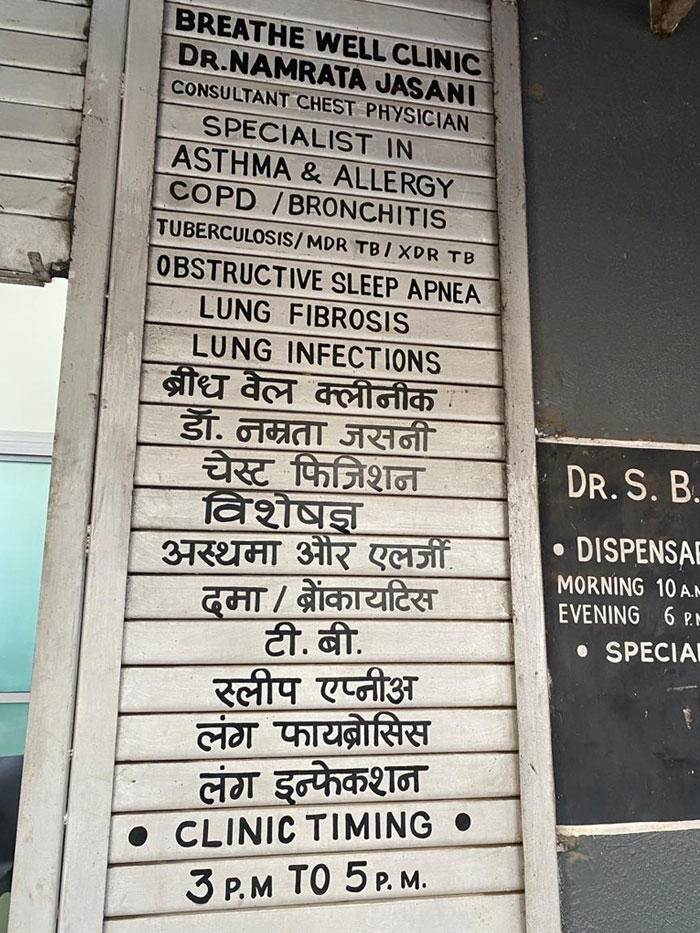 BREATHE WELL CLINIC
DR.NAMRATA JASANI
CONSULTANT CHEST PHYSICIAN
SPECIALIST IN
ASTHMA & ALLERGY
COPD / BRONCHITIS
TUBERCULOSIS / MDR TB / XDR TB
OBSTRUCTIVE SLEEP APNEA
LUNG FIBROSIS
LUNG INFECTIONS
ब्रीध वेल क्लीनीक
डॉ. नम्रता जसनी
चेस्ट फिजिशन
विशेषज्ञ
अस्थमा और एलर्जी
दमा / ब्रेंकायटिस
टी. बी.
स्लीप एप्नीअ
लंग फायब्रोसिस
लंग इन्फेकशन
• CLINIC TIMING •
3 P.M TO 5 P.M.
DR. S. B.
• DISPENSA
MORNING 10 A.
EVENING 6 P.
• SPECIA